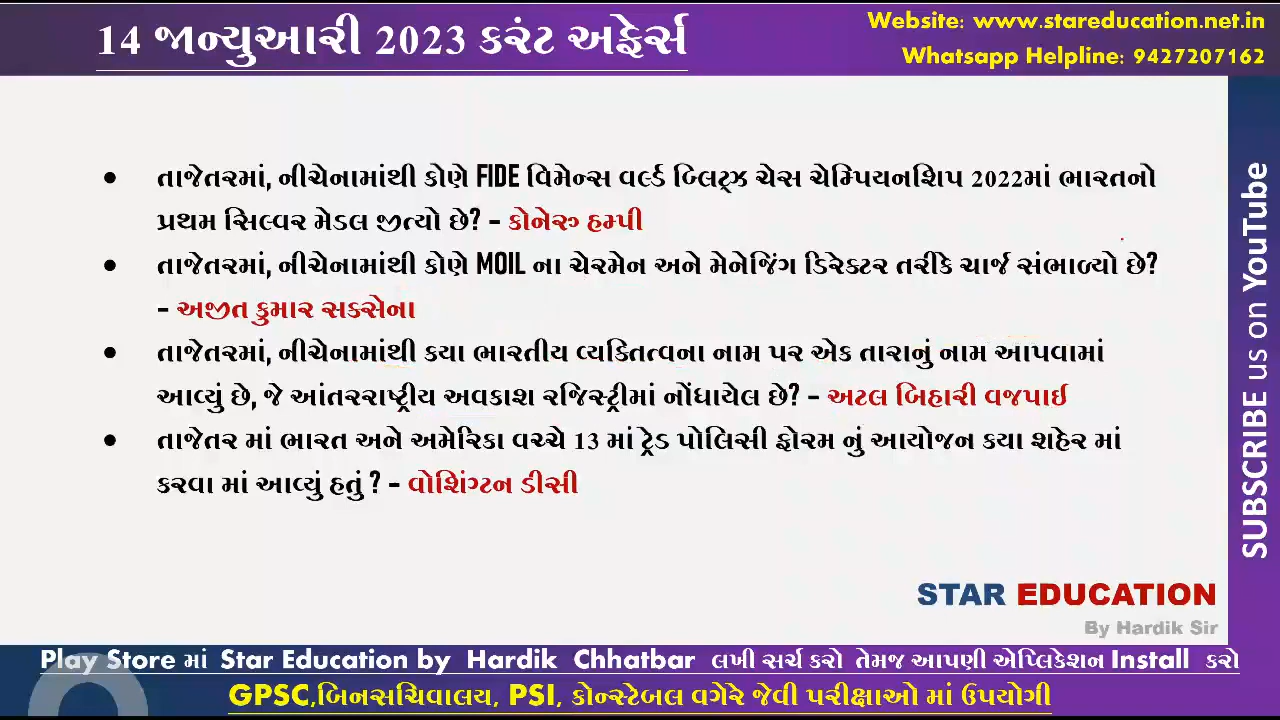 14 જાન્યુઆરી 2023 કરંટ અફેર્સ
Website: www.stareducation.net.in
Whatsapp Helpline: 9427207162
• તાજેતરમાં, નીચેનામાંથી કોણે FIDE વિમેન્સ વર્લ્ડ બ્લિટ્ઝ ચેસ ચેમ્પિયનશિપ 2022માં ભારતનો
પ્રથમ સિલ્વર મેડલ જીત્યો છે? – કોનેરુ હમ્પી
• તાજેતરમાં, નીચેનામાંથી કોણે MOIL ના ચેરમેન અને મેનેજિંગ ડિરેક્ટર તરીકે ચાર્જ સંભાળ્યો છે?
– અજીત કુમાર સક્સેના
• તાજેતરમાં, નીચેનામાંથી કયા ભારતીય વ્યક્તિત્વના નામ પર એક તારાનું નામ આપવામાં
આવ્યું છે, જે આંતરરાષ્ટ્રીય અવકાશ રજિસ્ટ્રીમાં નોંધાયેલ છે? – અટલ બિહારી વજપાઈ
• તાજેતર માં ભારત અને અમેરિકા વચ્ચે 13 માં ટ્રેડ પોલિસી ફોરમ નું આયોજન કયા શહેર માં
કરવા માં આવ્યું હતું ? – વોશિંગ્ટન ડીસી
SUBSCRIBE us on YouTube
STAR EDUCATION
By Hardik Sir
Play Store માં Star Education by Hardik Chhatbar લખી સર્ચ કરો તેમજ આપણી એપ્લિકેશન Install કરો
GPSC,બિનસચિવાલય, PSI, કોન્સ્ટેબલ વગેરે જેવી પરીક્ષાઓ માં ઉપયોગી